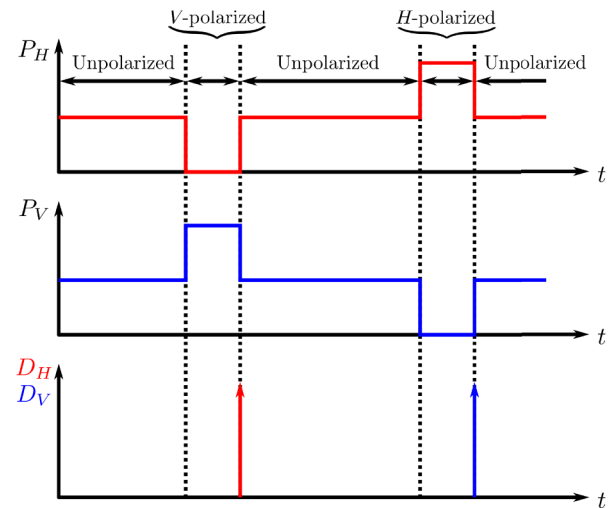 V-polarized
H-polarized
P_H
Unpolarized
Unpolarized
Unpolarized
t
P_V
t
D_H
D_V
t